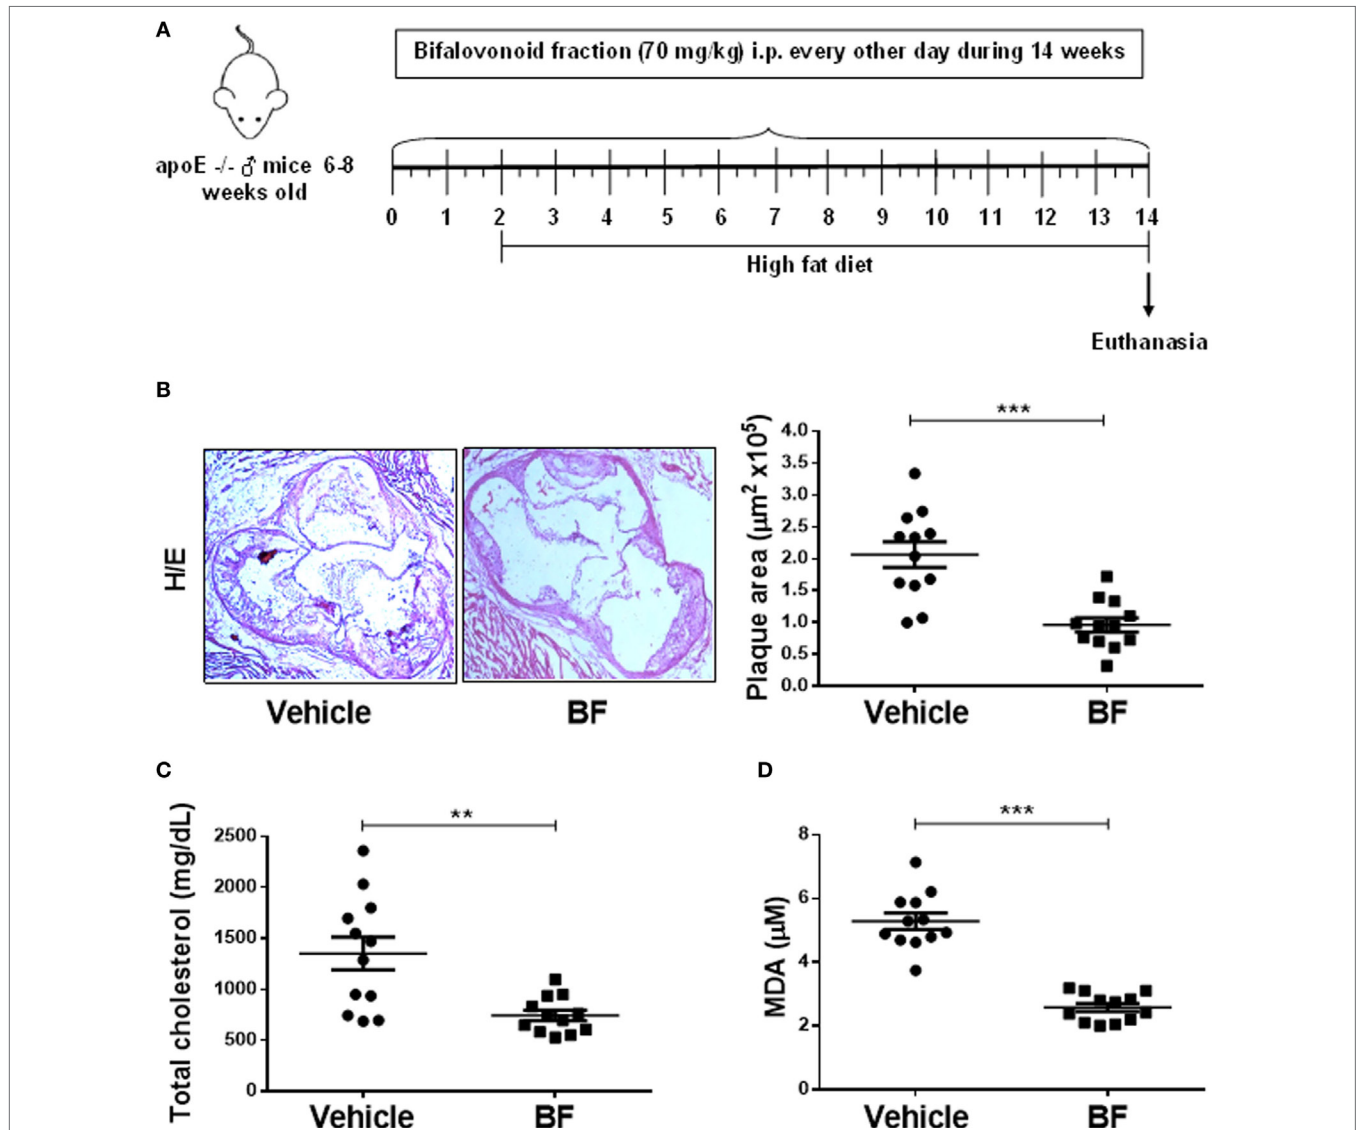 A
Bifalovonoid fraction (70 mg/kg) i.p. every other day during 14 weeks
apoE -/- ♂ mice 6-8
weeks old
0 1 2 3 4 5 6 7 8 9 10 11 12 13 14
High fat diet
Euthanasia
B
H/E
Vehicle BF
***
Plaque area (μm² x10⁵)
4.0
3.5
3.0
2.5
2.0
1.5
1.0
0.5
0.0
Vehicle BF
C
**
Total cholesterol (mg/dL)
2500
2000
1500
1000
500
0
Vehicle BF
D
***
MDA (μM)
8
6
4
2
0
Vehicle BF